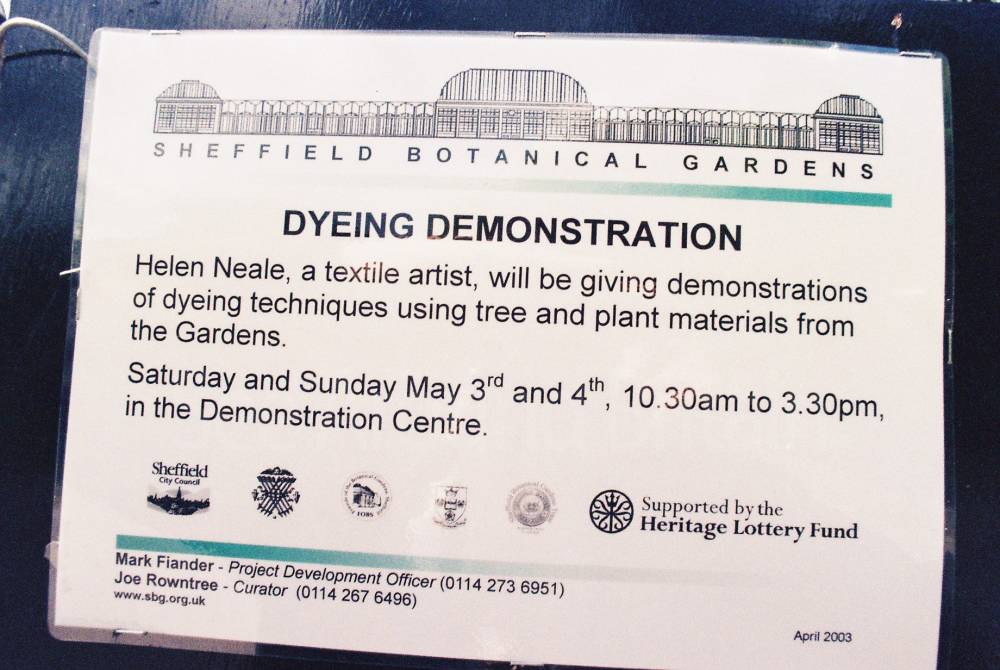 SHEFFIELD BOTANICAL GARDENS
DYEING DEMONSTRATION
Helen Neale, a textile artist, will be giving demonstrations
of dyeing techniques using tree and plant materials from
the Gardens.
Saturday and Sunday May 3rd and 4th, 10.30am to 3.30pm,
in the Demonstration Centre.
Sheffield
City Council
FOBS
Supported by the
Heritage Lottery Fund
Mark Fiander - Project Development Officer (0114 273 6951)
Joe Rowntree - Curator (0114 267 6496)
www.sbg.org.uk
April 2003